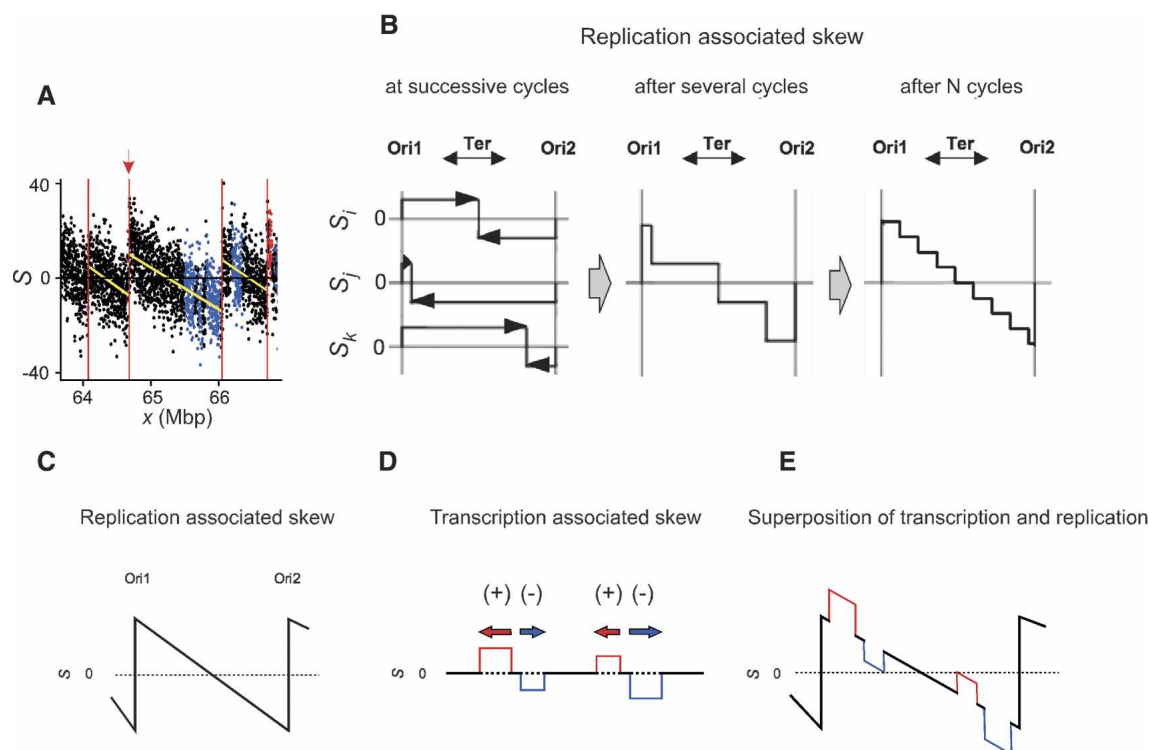 B
Replication associated skew
at successive cycles after several cycles after N cycles
A
Ori1 Ter Ori2 Ori1 Ter Ori2 Ori1 Ter Ori2
40
S 0
-40
64 65 66
x (Mbp)
Si 0
Sj 0
Sk 0
C D E
Replication associated skew Transcription associated skew Superposition of transcription and replication
Ori1 Ori2
(+) (-) (+) (-)
S 0 S 0 S 0